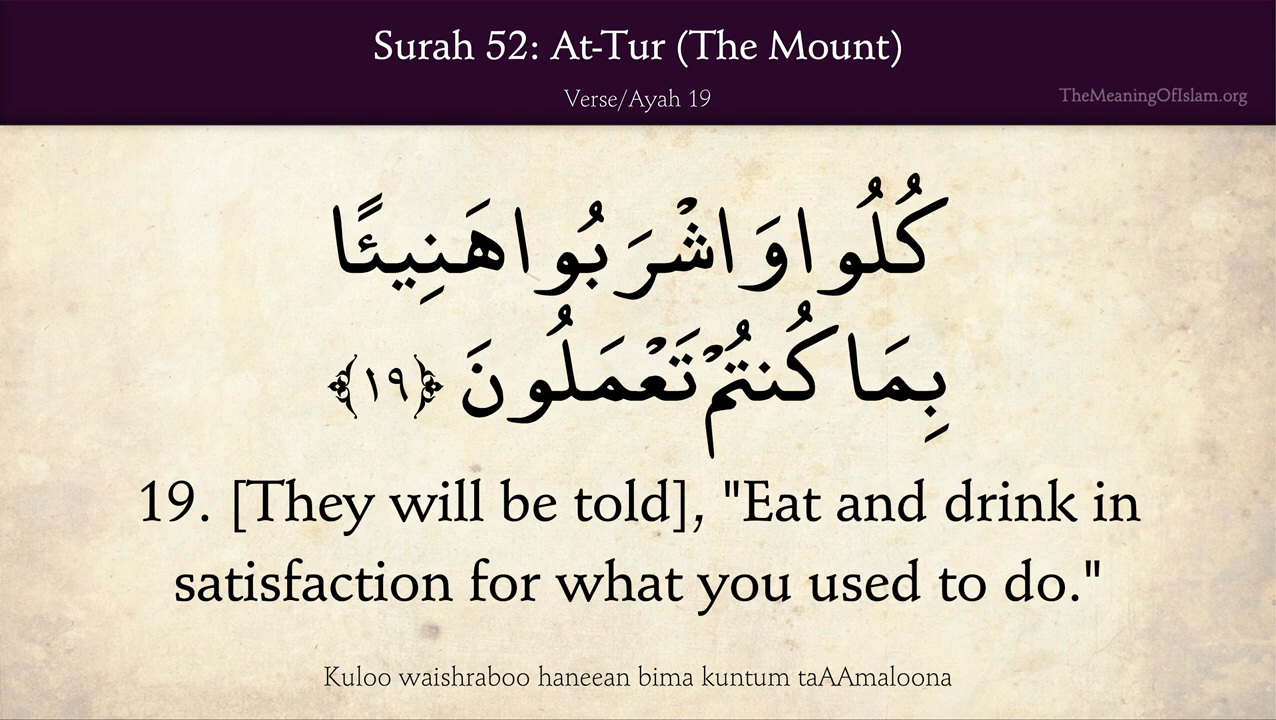 Surah 52: At-Tur (The Mount)
Verse/Ayah 19
TheMeaningOfIslam.org
كُلُوا وَاشْرَبُوا هَنِيئًا
بِمَا كُنتُمْ تَعْمَلُونَ ﴿١٩﴾
19. [They will be told], "Eat and drink in
satisfaction for what you used to do."
Kuloo waishraboo haneean bima kuntum taAAmaloona